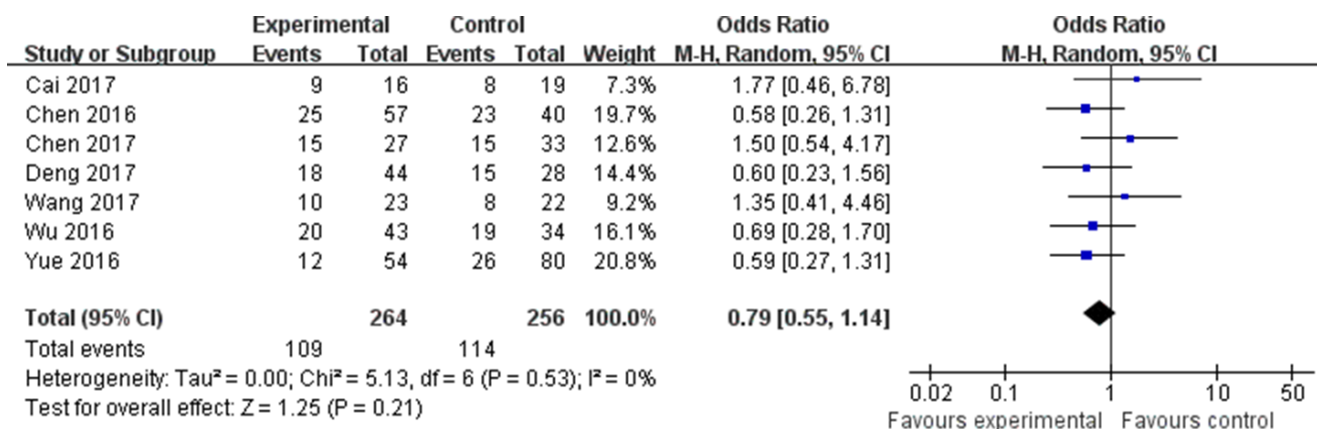 Experimental Control Odds Ratio Odds Ratio
Study or Subgroup Events Total Events Total Weight M-H, Random, 95% CI M-H, Random, 95% CI
Cai 2017 9 16 8 19 7.3% 1.77 [0.46, 6.78]
Chen 2016 25 57 23 40 19.7% 0.58 [0.26, 1.31]
Chen 2017 15 27 15 33 12.6% 1.50 [0.54, 4.17]
Deng 2017 18 44 15 28 14.4% 0.60 [0.23, 1.56]
Wang 2017 10 23 8 22 9.2% 1.35 [0.41, 4.46]
Wu 2016 20 43 19 34 16.1% 0.69 [0.28, 1.70]
Yue 2016 12 54 26 80 20.8% 0.59 [0.27, 1.31]
Total (95% CI) 264 256 100.0% 0.79 [0.55, 1.14]
Total events 109 114
Heterogeneity: Tau² = 0.00; Chi² = 5.13, df = 6 (P = 0.53); I² = 0%
Test for overall effect: Z = 1.25 (P = 0.21)
0.02 0.1 1 10 50
Favours experimental Favours control